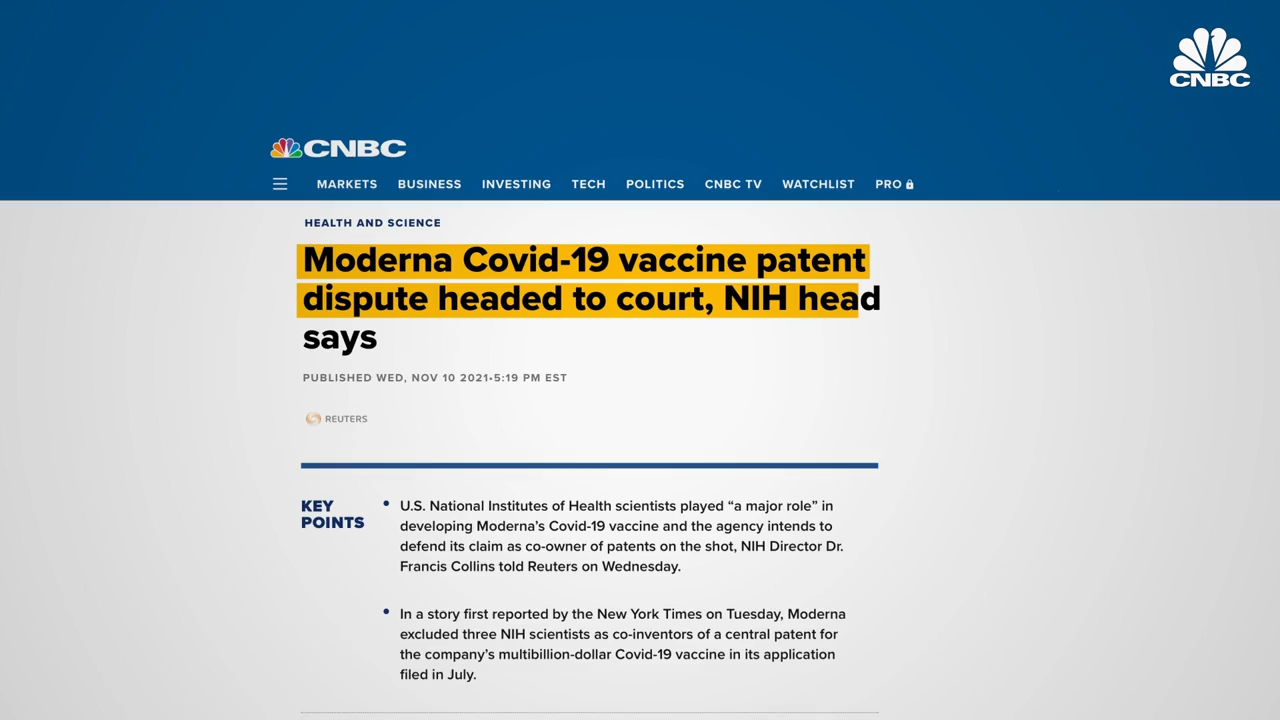 CNBC
CNBC
MARKETS BUSINESS INVESTING TECH POLITICS CNBC TV WATCHLIST PRO
HEALTH AND SCIENCE
Moderna Covid-19 vaccine patent
dispute headed to court, NIH head
says
PUBLISHED WED, NOV 10 2021•5:19 PM EST
REUTERS
KEY
POINTS
• U.S. National Institutes of Health scientists played “a major role” in
developing Moderna’s Covid-19 vaccine and the agency intends to
defend its claim as co-owner of patents on the shot, NIH Director Dr.
Francis Collins told Reuters on Wednesday.
• In a story first reported by the New York Times on Tuesday, Moderna
excluded three NIH scientists as co-inventors of a central patent for
the company’s multibillion-dollar Covid-19 vaccine in its application
filed in July.